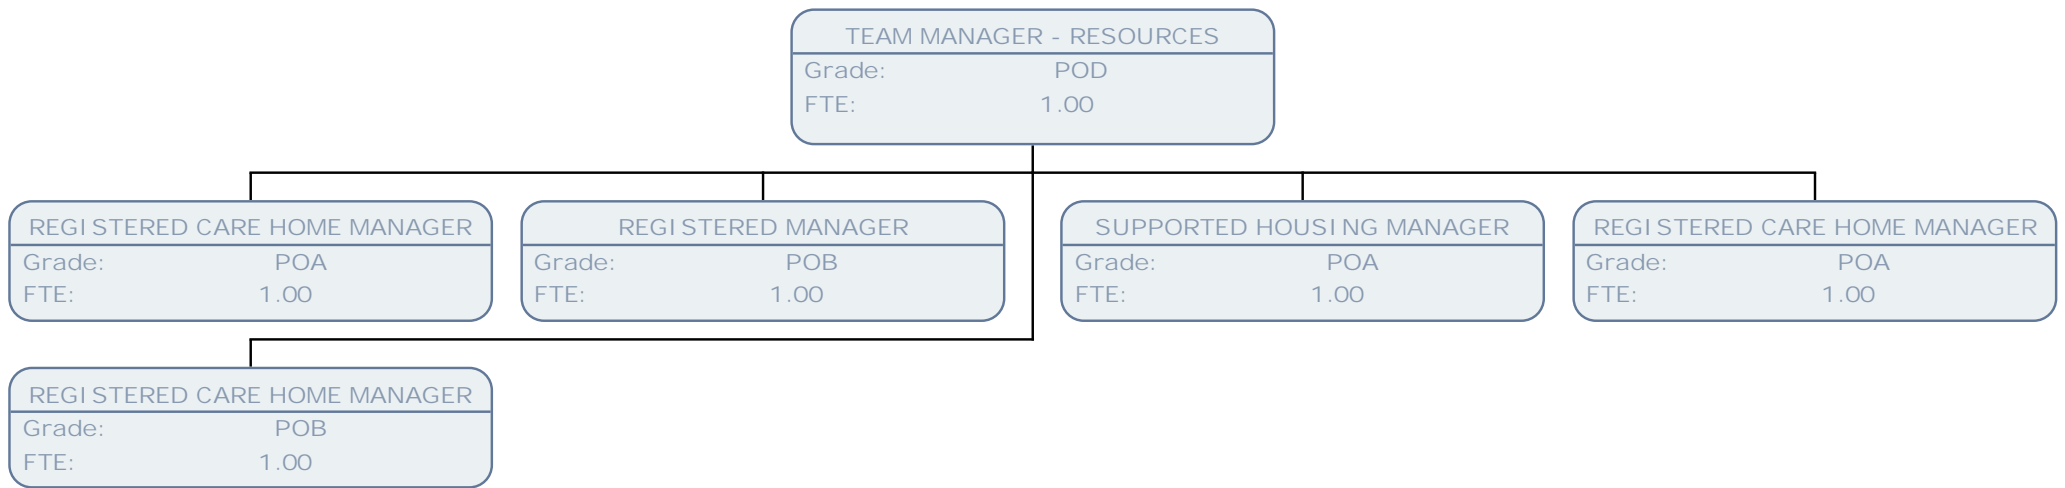 TEAM MANAGER - RESOURCES
Grade: POD
FTE: 1.00
REGISTERED CARE HOME MANAGER
Grade: POA
FTE: 1.00
REGISTERED MANAGER
Grade: POB
FTE: 1.00
SUPPORTED HOUSING MANAGER
Grade: POA
FTE: 1.00
REGISTERED CARE HOME MANAGER
Grade: POA
FTE: 1.00
REGISTERED CARE HOME MANAGER
Grade: POB
FTE: 1.00